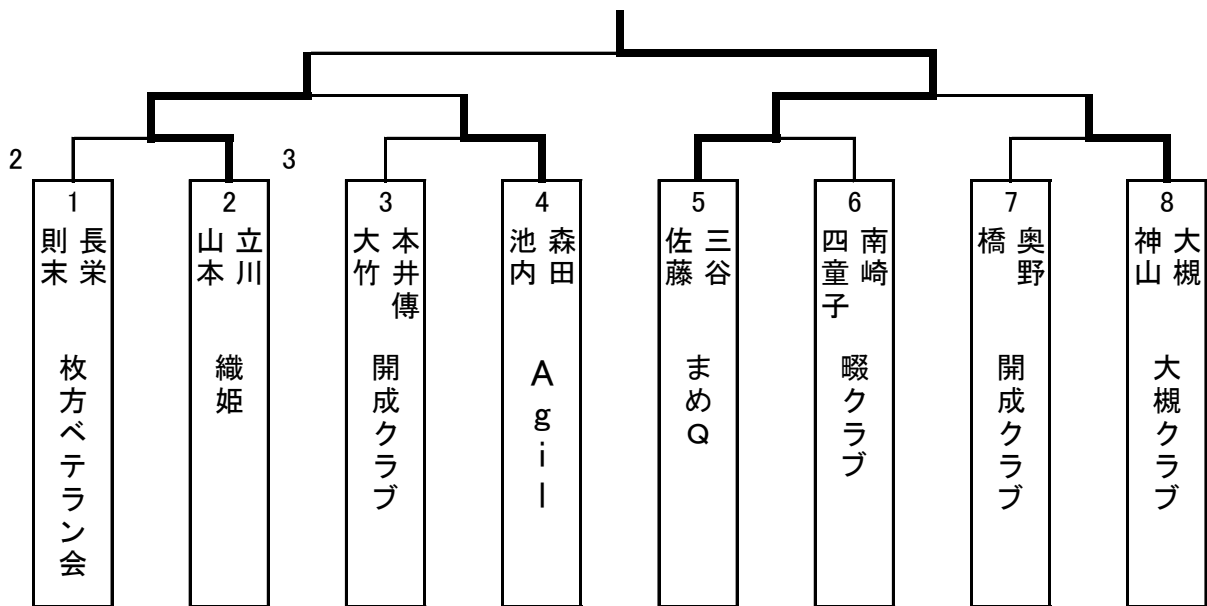 2
3
1
長栄
則末
枚方ベテラン会
2
立川
山本
織姫
3
本井傳
大竹
開成クラブ
4
森田
池内
Agil
5
三谷
佐藤
まめQ
6
南崎
四童子
畷クラブ
7
奥野
橋
開成クラブ
8
大槻
神山
大槻クラブ